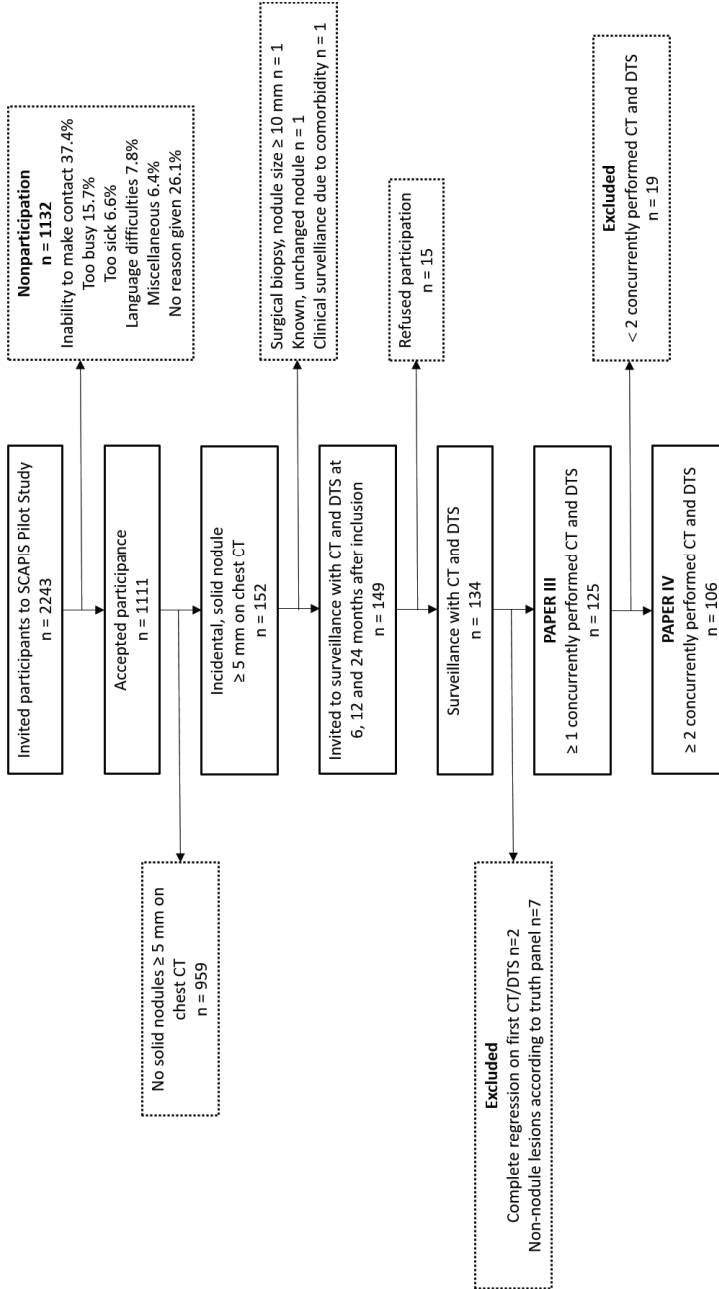 Invited participants to SCAPIS Pilot Study
n = 2243
Nonparticipation
n = 1132
Inability to make contact 37.4%
Too busy 15.7%
Too sick 6.6%
Language difficulties 7.8%
Miscellaneous 6.4%
No reason given 26.1%
Accepted participance
n = 1111
No solid nodules ≥ 5 mm on
chest CT
n = 959
Incidental, solid nodule
≥ 5 mm on chest CT
n = 152
Surgical biopsy, nodule size ≥ 10 mm n = 1
Known, unchanged nodule n = 1
Clinical survelliance due to comorbidity n = 1
Invited to surveillance with CT and DTS at
6, 12 and 24 months after inclusion
n = 149
Refused participation
n = 15
Surveillance with CT and DTS
n = 134
Excluded
Complete regression on first CT/DTS n=2
Non-nodule lesions according to truth panel n=7
PAPER III
≥ 1 concurrently performed CT and DTS
n = 125
Excluded
< 2 concurrently performed CT and DTS
n = 19
PAPER IV
≥ 2 concurrently performed CT and DTS
n = 106